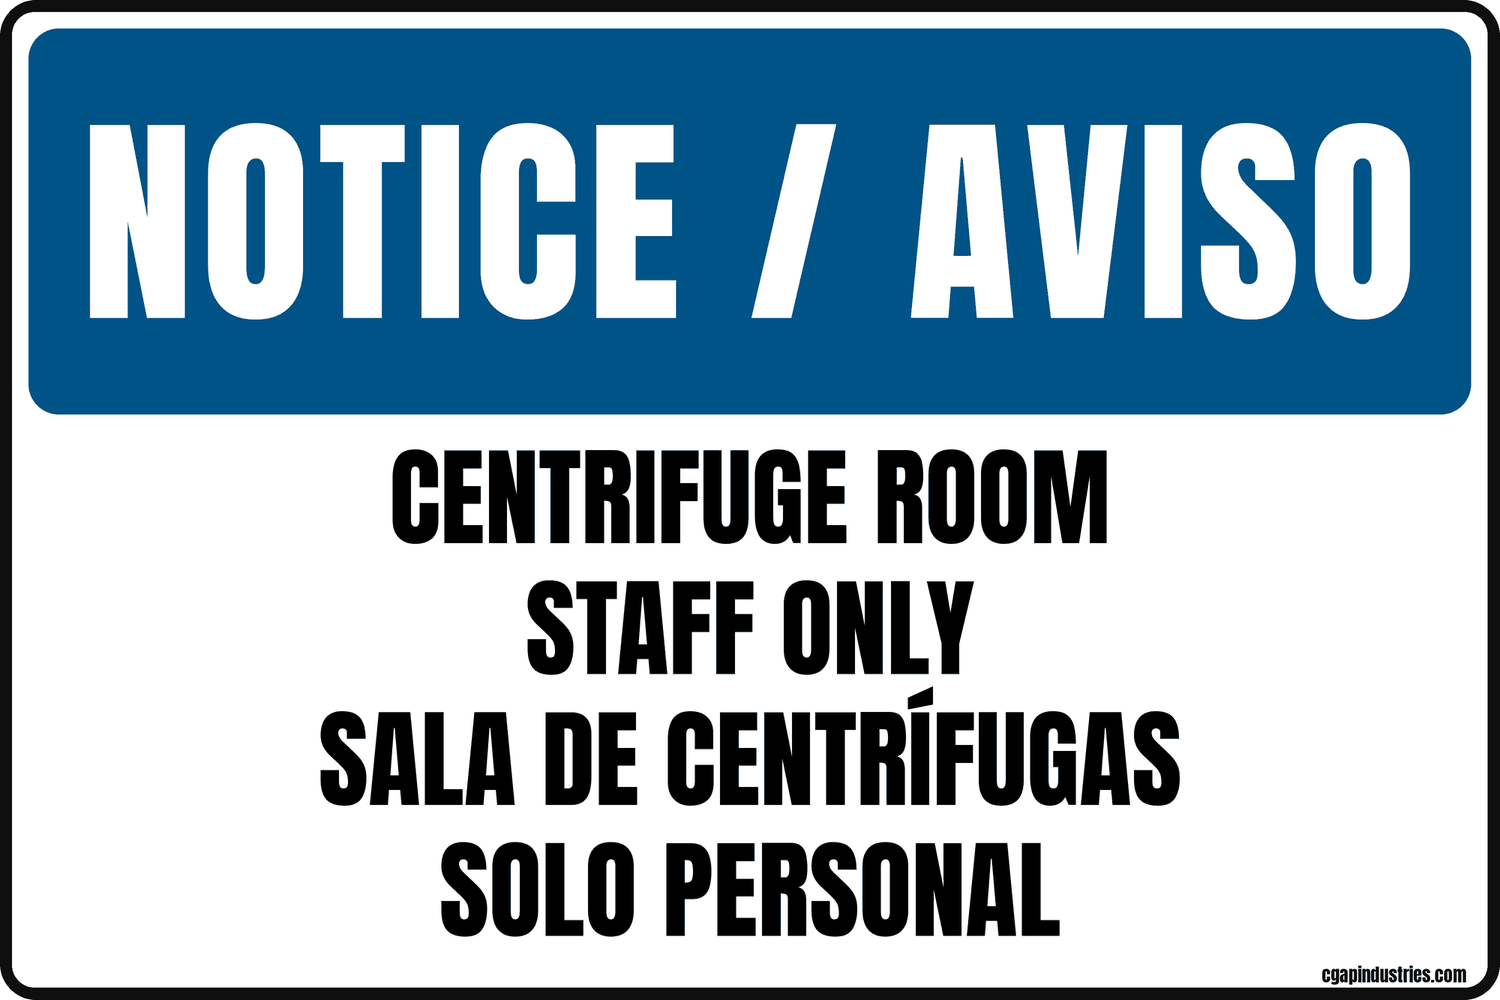 NOTICE / AVISO
CENTRIFUGE ROOM
STAFF ONLY
SALA DE CENTRÍFUGAS
SOLO PERSONAL
cgapindustries.com